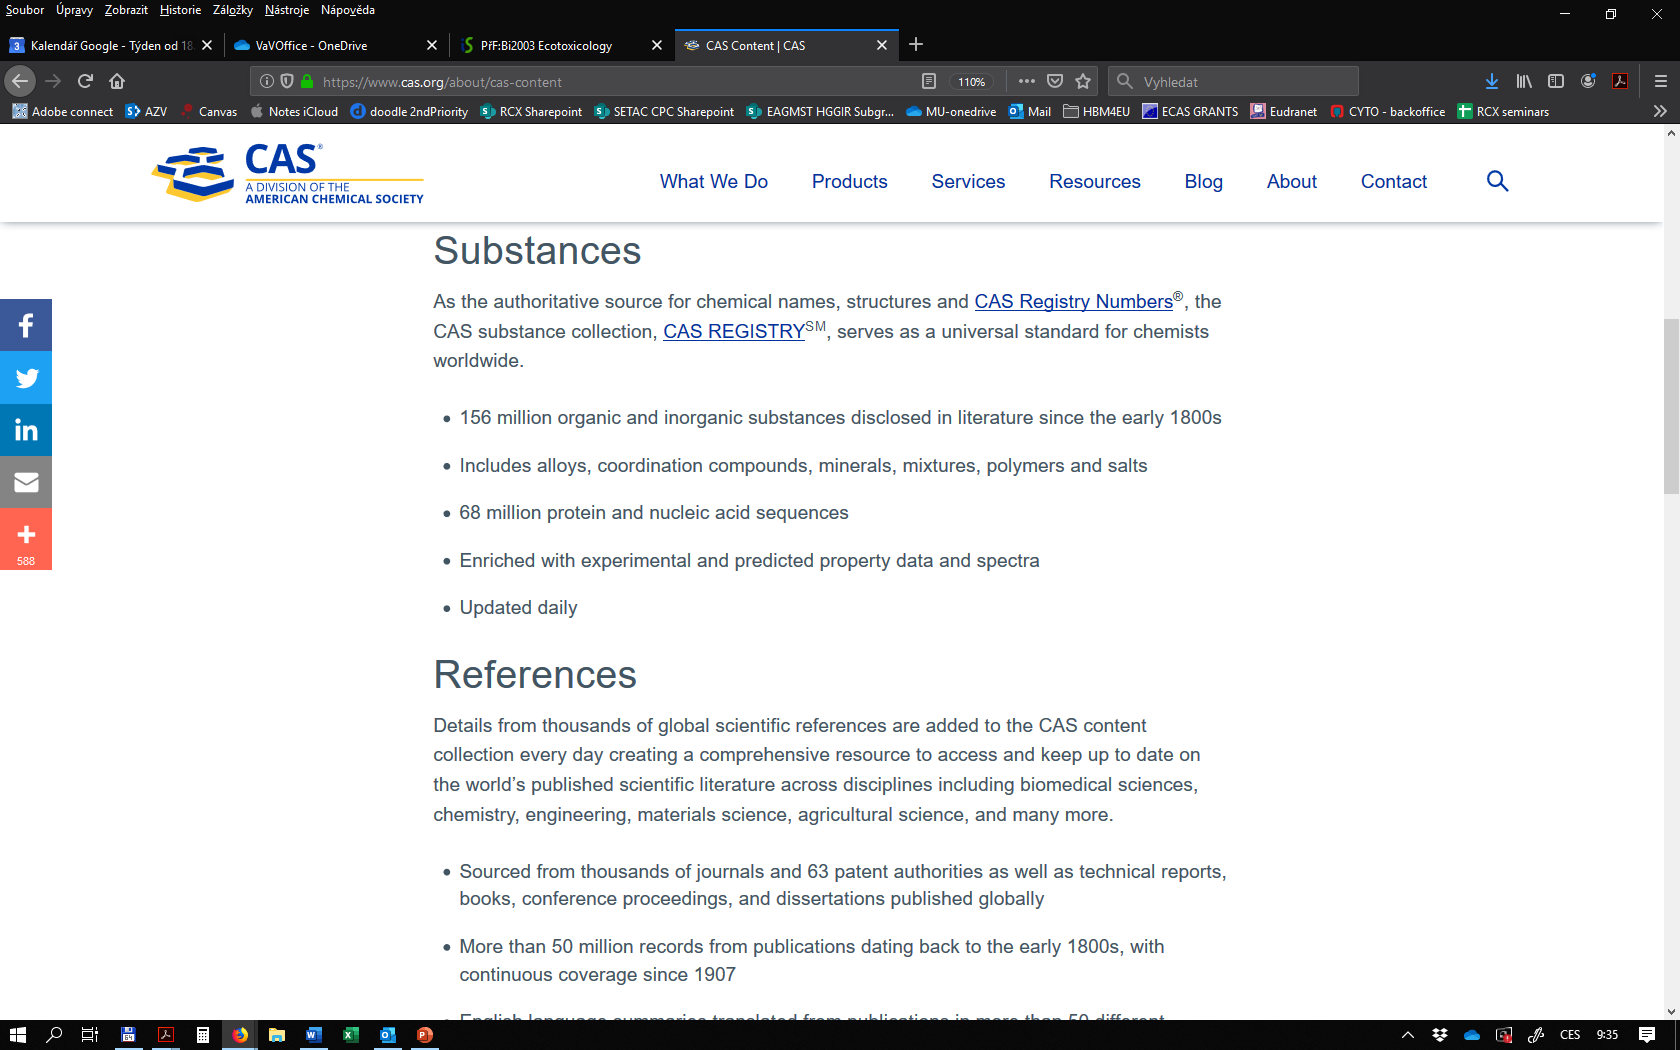 Soubor Úpravy Zobrazit Historie Záložky Nástroje Nápověda
Kalendář Google - Týden od 18 VaVOffice - OneDrive PřF:Bi2003 Ecotoxicology CAS Content | CAS
https://www.cas.org/about/cas-content 110% Vyhledat
Adobe connect AZV Canvas Notes iCloud doodle 2ndPriority RCX Sharepoint SETAC CPC Sharepoint EAGMST HGGIR Subgr... MU-onedrive Mail HBM4EU ECAS GRANTS Eudranet CYTO - backoffice RCX seminars
CAS®
A DIVISION OF THE
AMERICAN CHEMICAL SOCIETY
What We Do Products Services Resources Blog About Contact
Substances
As the authoritative source for chemical names, structures and CAS Registry Numbers®, the
CAS substance collection, CAS REGISTRYSM, serves as a universal standard for chemists
worldwide.
• 156 million organic and inorganic substances disclosed in literature since the early 1800s
• Includes alloys, coordination compounds, minerals, mixtures, polymers and salts
• 68 million protein and nucleic acid sequences
• Enriched with experimental and predicted property data and spectra
• Updated daily
588
References
Details from thousands of global scientific references are added to the CAS content
collection every day creating a comprehensive resource to access and keep up to date on
the world’s published scientific literature across disciplines including biomedical sciences,
chemistry, engineering, materials science, agricultural science, and many more.
• Sourced from thousands of journals and 63 patent authorities as well as technical reports,
books, conference proceedings, and dissertations published globally
• More than 50 million records from publications dating back to the early 1800s, with
continuous coverage since 1907
• English language summaries translated from publications in more than 50 different
CES 9:35